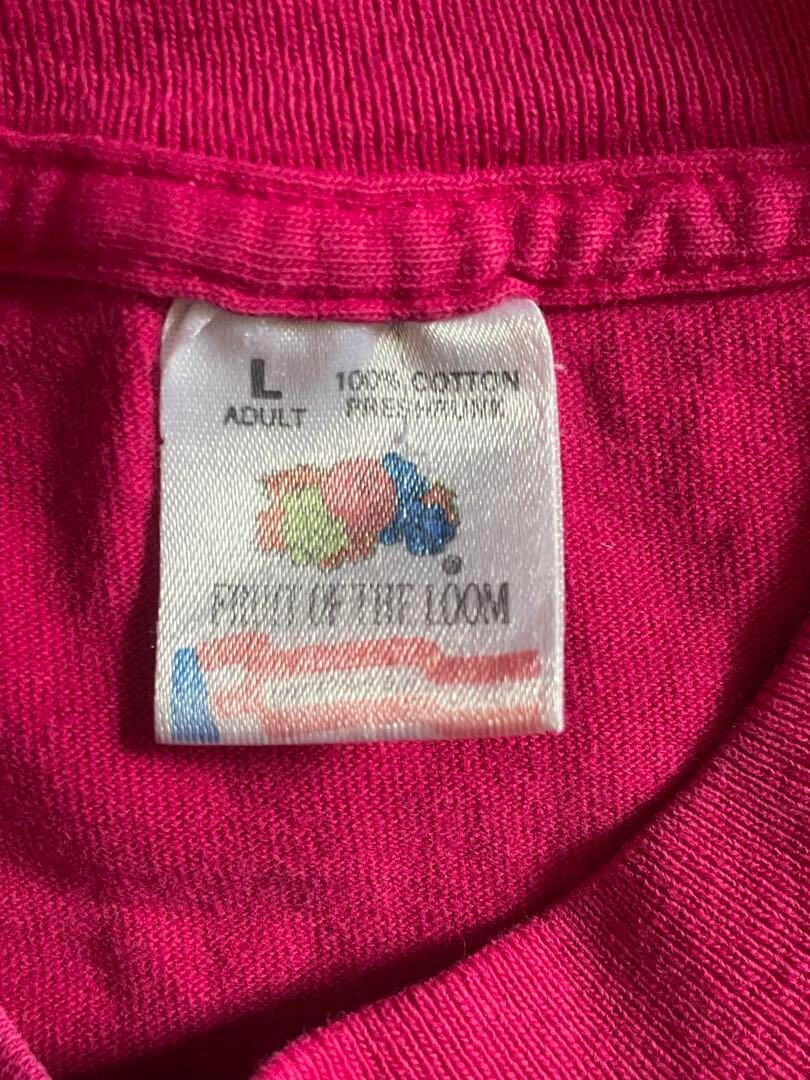 L
ADULT
100% COTTON
PRESHRUNK
®
FRUIT OF THE LOOM